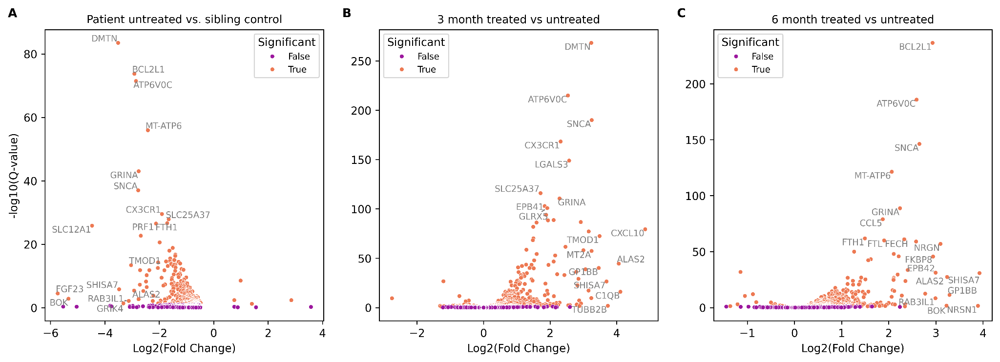 A
Patient untreated vs. sibling control
-log10(Q-value)
80
60
40
20
0
Significant
False
True
DMTN
BCL2L1
ATP6V0C
MT-ATP6
GRINA
SNCA
CX3CR1
SLC25A37
PRF1
FTH1
SLC12A1
TMOD1
SHISA7
FGF23
ALAS2
RAB3IL1
BOK
GRIK4
−6
−4
−2
0
2
4
Log2(Fold Change)
B
3 month treated vs untreated
250
200
150
100
50
0
Significant
False
True
DMTN
ATP6V0C
SNCA
CX3CR1
LGALS3
SLC25A37
GRINA
EPB41
GLRX5
CXCL10
TMOD1
MT2A
ALAS2
GP1BB
SHISA7
C1QB
TUBB2B
−2
0
2
4
Log2(Fold Change)
C
6 month treated vs untreated
200
150
100
50
0
Significant
False
True
BCL2L1
ATP6V0C
SNCA
MT-ATP6
GRINA
CCL5
FTH1
FTL
FECH
NRGN
FKBP8
EPB42
ALAS2
SHISA7
GP1BB
RAB3IL1
BOK
NRSN1
−1
0
1
2
3
4
Log2(Fold Change)